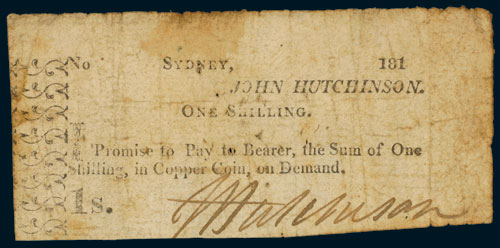 No SYDNEY, 181
JOHN HUTCHINSON.
ONE SHILLING.
I Promise to Pay to Bearer, the Sum of One
Shilling, in Copper Coin, on Demand.
1s.
JHutchinson